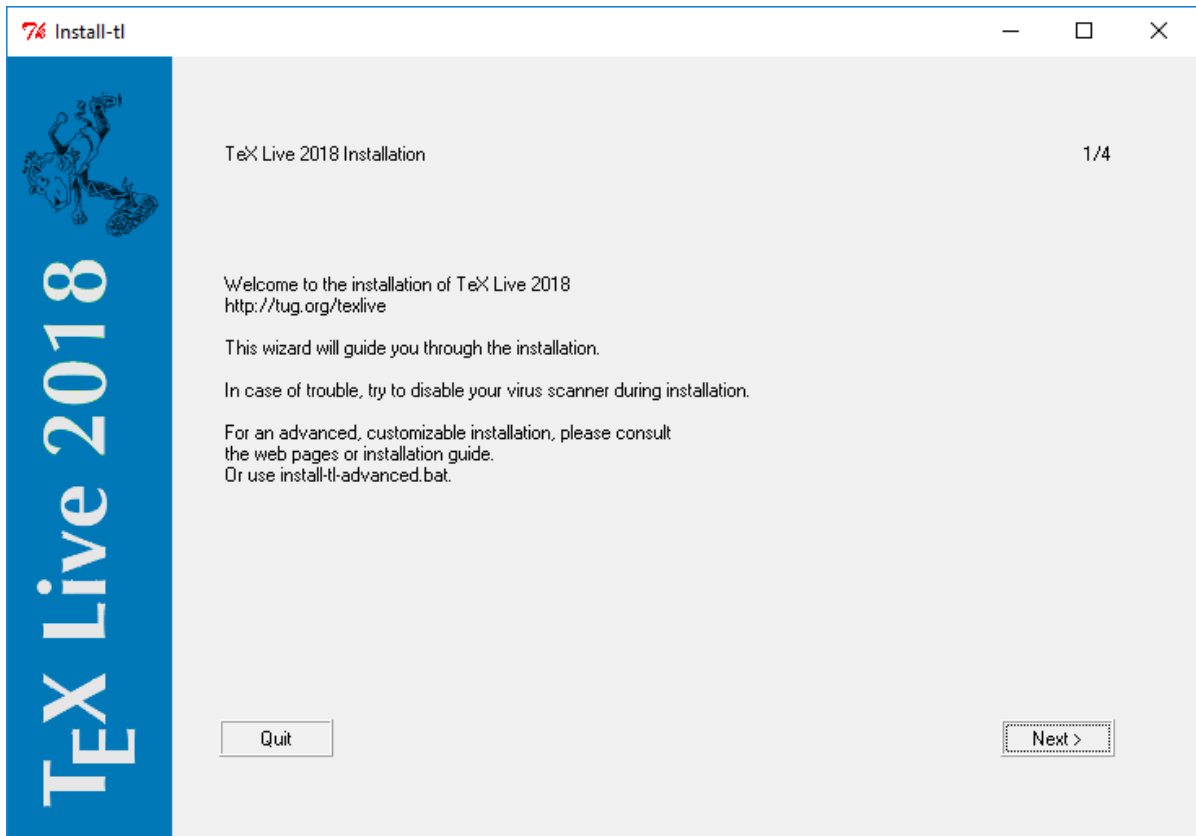 Install-tl
TeX Live 2018
TeX Live 2018 Installation
1/4
Welcome to the installation of TeX Live 2018
http://tug.org/texlive
This wizard will guide you through the installation.
In case of trouble, try to disable your virus scanner during installation.
For an advanced, customizable installation, please consult
the web pages or installation guide.
Or use install-tl-advanced.bat.
Quit
Next >